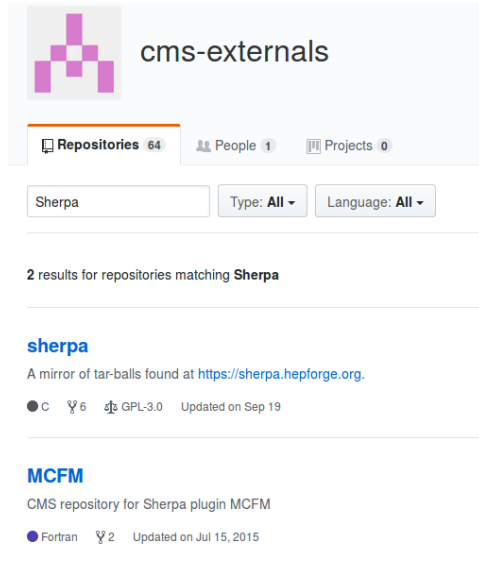 cms-externals
Repositories 64 People 1 Projects 0
Sherpa Type: All Language: All
2 results for repositories matching Sherpa
sherpa
A mirror of tar-balls found at https://sherpa.hepforge.org.
C 6 GPL-3.0 Updated on Sep 19
MCFM
CMS repository for Sherpa plugin MCFM
Fortran 2 Updated on Jul 15, 2015